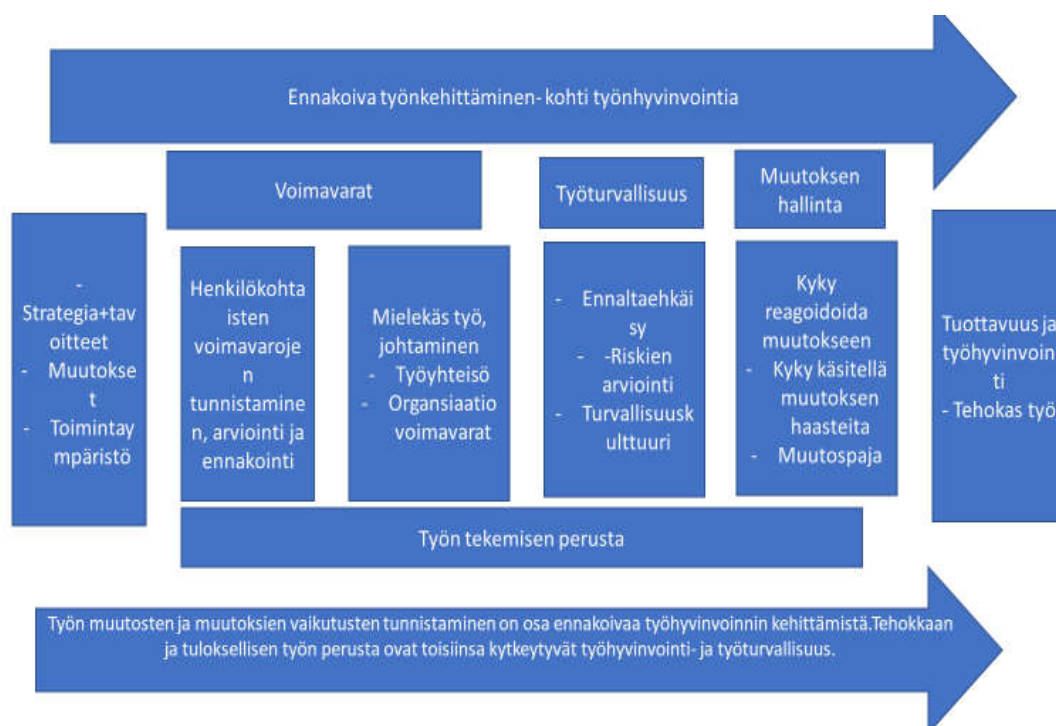 Ennakoiva työnkehittäminen- kohti työnhyvinvointia
Voimavarat
Työturvallisuus
Muutoksen
hallinta
-
Strategia+tav
oitteet
- Muutokse
t
- Toimintay
mpäristö
Henkilökohta
isten
voimavaroje
n
tunnistamine
n, arviointi ja
ennakointi
Mielekäs työ,
johtaminen
- Työyhteisö
- Organsiaatio
voimavarat
- Ennaltaehkäi
sy
- -Riskien
arviointi
- Turvallisuusk
ulttuuri
Kyky
reagoidoida
muutokseen
- Kyky käsitellä
muutoksen
haasteita
- Muutospaja
Tuottavuus ja
työhyvinvoin
ti
- Tehokas työ
Työn tekemisen perusta
Työn muutosten ja muutoksien vaikutusten tunnistaminen on osa ennakoivaa työhyvinvoinnin kehittämistä.Tehokkaan
ja tuloksellisen työn perusta ovat toisiinsa kytkeytyvät työhyvinvointi- ja työturvallisuus.